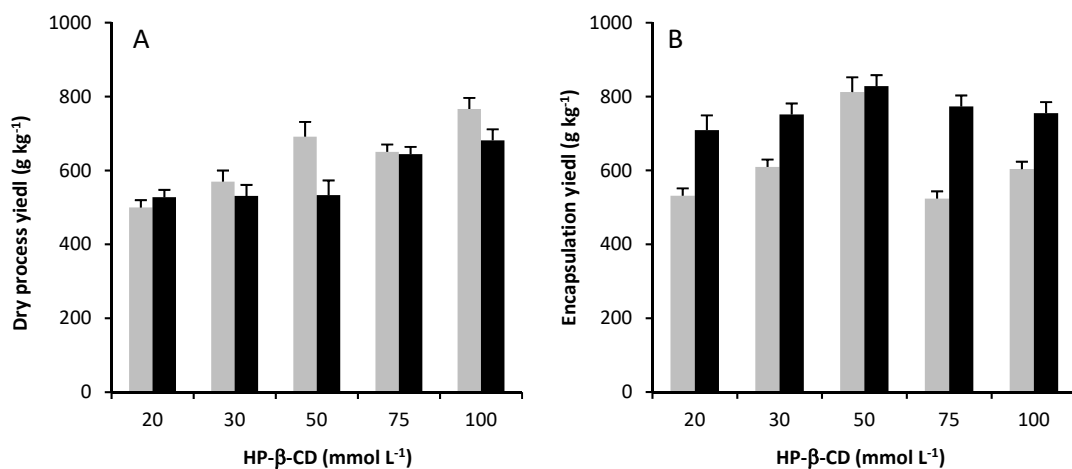 A
Dry process yiedl (g kg⁻¹)
1000
800
600
400
200
0
20 30 50 75 100
HP-β-CD (mmol L⁻¹)
B
Encapsulation yiedl (g kg⁻¹)
1000
800
600
400
200
0
20 30 50 75 100
HP-β-CD (mmol L⁻¹)